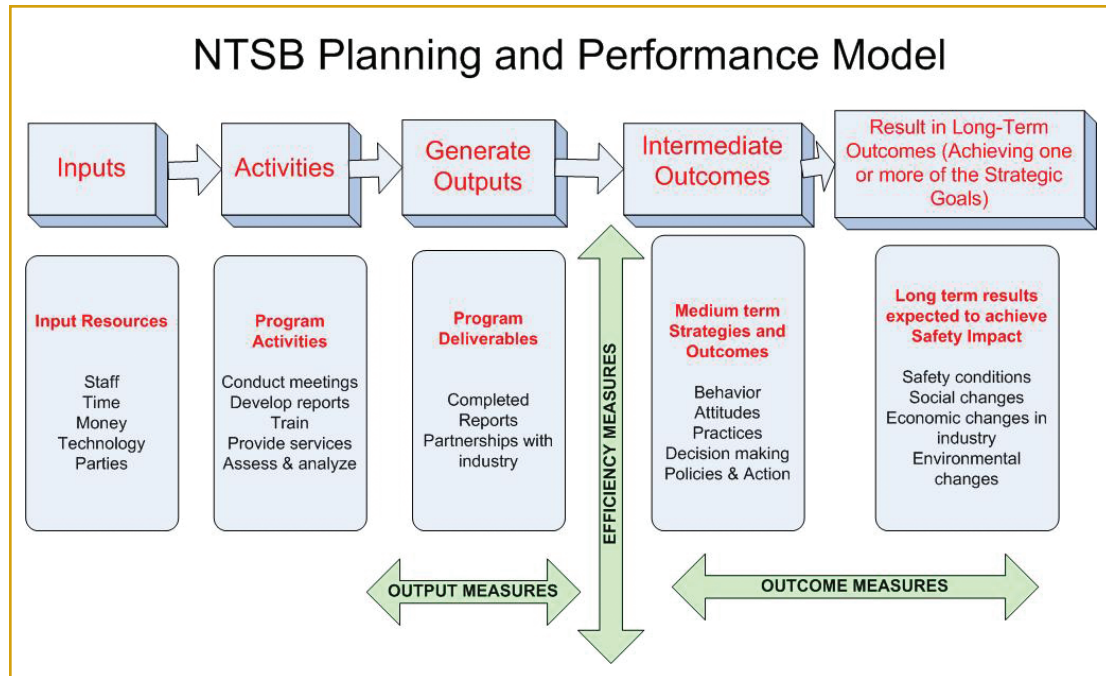 NTSB Planning and Performance Model
Inputs
Activities
Generate
Outputs
Intermediate
Outcomes
Result in Long-Term
Outcomes (Achieving one
or more of the Strategic
Goals)
Input Resources
Staff
Time
Money
Technology
Parties
Program
Activities
Conduct meetings
Develop reports
Train
Provide services
Assess & analyze
Program
Deliverables
Completed
Reports
Partnerships with
industry
EFFICIENCY MEASURES
Medium term
Strategies and
Outcomes
Behavior
Attitudes
Practices
Decision making
Policies & Action
Long term results
expected to achieve
Safety Impact
Safety conditions
Social changes
Economic changes in
industry
Environmental
changes
OUTPUT MEASURES
OUTCOME MEASURES